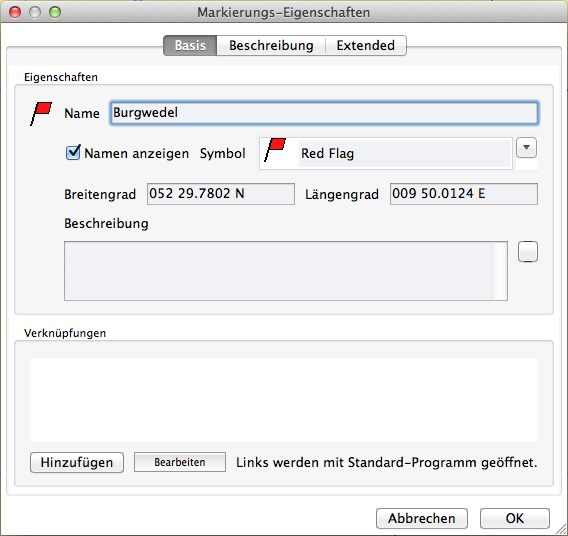 Markierungs-Eigenschaften
Basis Beschreibung Extended
Eigenschaften
Name Burgwedel
Namen anzeigen Symbol Red Flag
Breitengrad 052 29.7802 N Längengrad 009 50.0124 E
Beschreibung
Verknüpfungen
Hinzufügen Bearbeiten Links werden mit Standard-Programm geöffnet.
Abbrechen OK